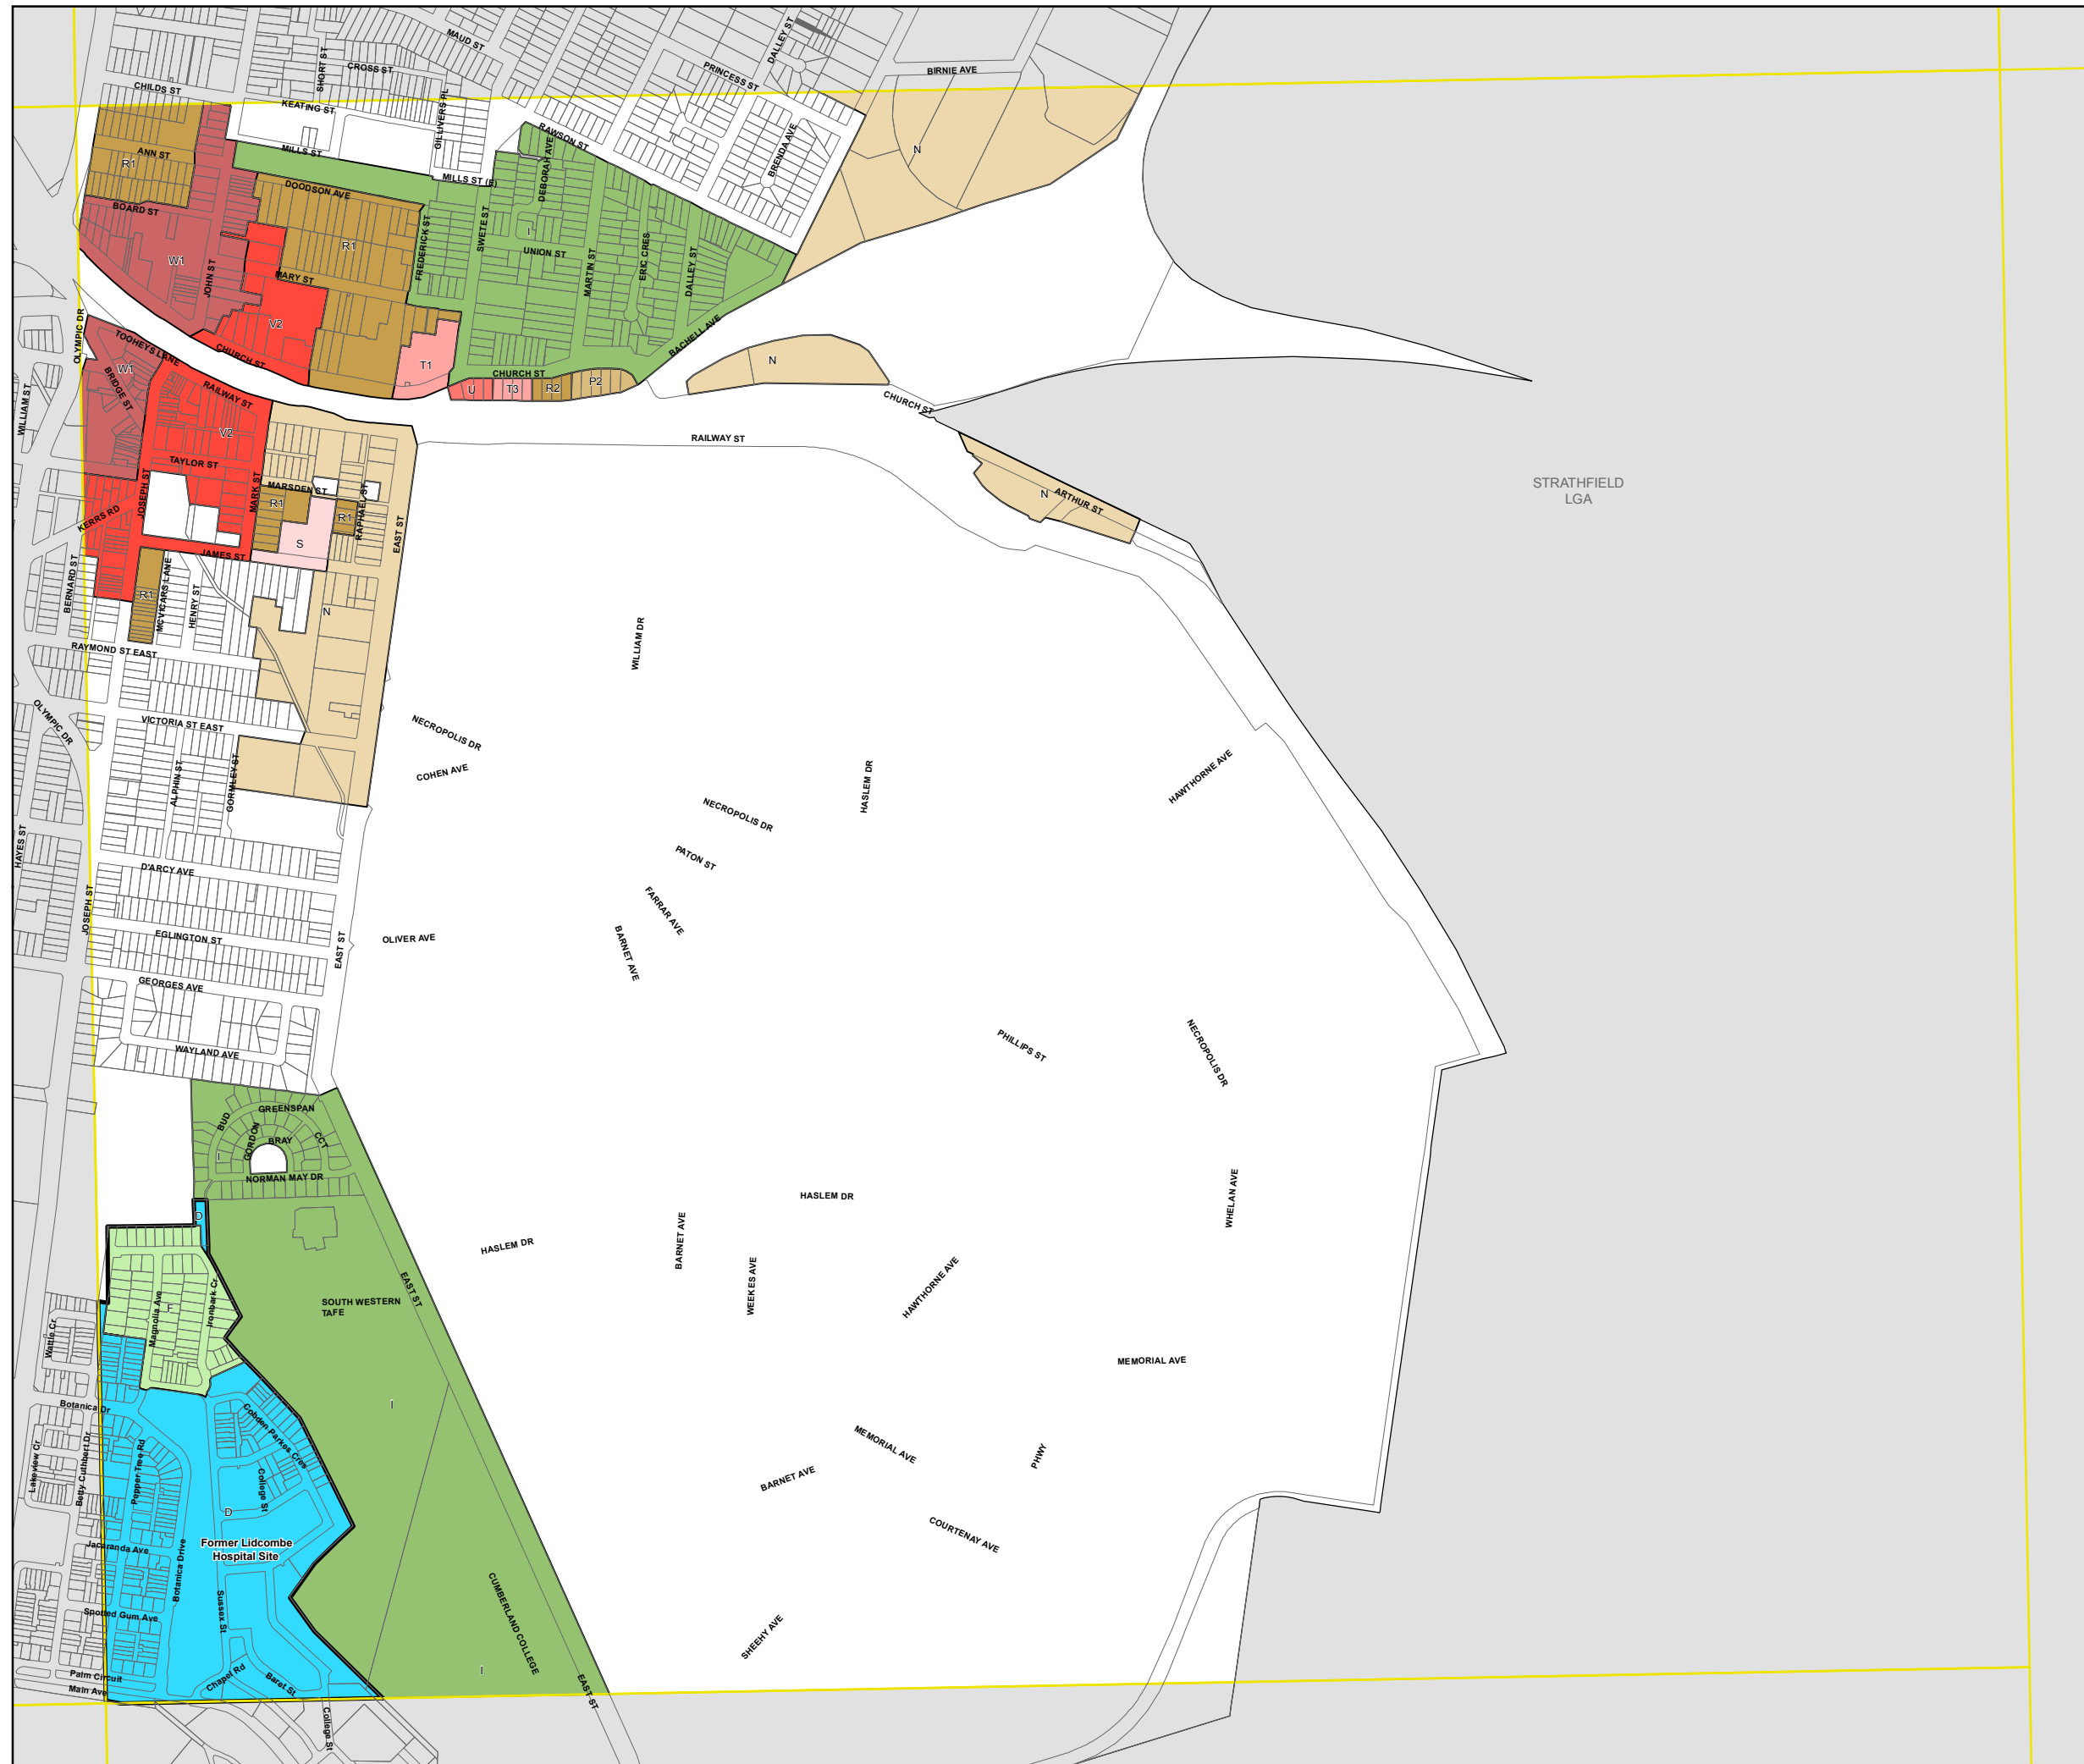 MAUD ST
DALLEY ST
SHORT ST
CROSS ST
PRINCESS ST
BIRNIE AVE
CHILDS ST
KEATING ST
GILLIVERS PL
RAWSON ST
BRENDA AVE
N
ANN ST
R1
MILLS ST
MILLS ST (E)
DEBORAH AVE
DOODSON AVE
BOARD ST
FREDERICK ST
SWETE ST
I
UNION ST
MARTIN ST
ERIC CRES
DALLEY ST
R1
W1
JOHN ST
MARY ST
V2
CHURCH ST
OLYMPIC DR
TOOHEYS LANE
BACHELL AVE
T1
N
CHURCH ST
U
T3
R2
P2
W1
BRIDGE ST
RAILWAY ST
WILLIAM ST
CHURCH ST
V2
RAILWAY ST
TAYLOR ST
STRATHFIELD
LGA
JOSEPH ST
MARK ST
MARSDEN ST
R1
R1
RAPHAEL ST
N
ARTHUR ST
KERRS RD
EAST ST
S
JAMES ST
BERNARD ST
R1
MCVICARS LANE
HENRY ST
N
RAYMOND ST EAST
WILLIAM DR
OLYMPIC DR
VICTORIA ST EAST
NECROPOLIS DR
COHEN AVE
ALPHIN ST
GORMLEY ST
HASLEM DR
HAWTHORNE AVE
NECROPOLIS DR
HAYES ST
PATON ST
D'ARCY AVE
JOSEPH ST
FARRAR AVE
EGLINGTON ST
EAST ST
OLIVER AVE
BARNET AVE
GEORGES AVE
WAYLAND AVE
PHILLIPS ST
NECROPOLIS DR
GREENSPAN
BUD
GORDON
BRAY
CCT
I
NORMAN MAY DR
HASLEM DR
WHELAN AVE
D
HASLEM DR
BARNET AVE
WEEKES AVE
HAWTHORNE AVE
EAST ST
SOUTH WESTERN
TAFE
Magnolia Ave
F
Ironbark Cr
Wattle Cr
MEMORIAL AVE
I
Botanica Dr
Cobden Parkes Cres
MEMORIAL AVE
PHWY
Lakeview Cr
Betty Cuthbert Dr
Pepper Tree Rd
College St
BARNET AVE
D
COURTENAY AVE
Former Lidcombe
Hospital Site
Jacaranda Ave
Botanica Drive
Sussex St
CUMBERLAND COLLEGE
Spotted Gum Ave
SHEEHY AVE
I
Palm Circuit
Main Ave
Chapel Rd
Baret St
EAST ST
College St